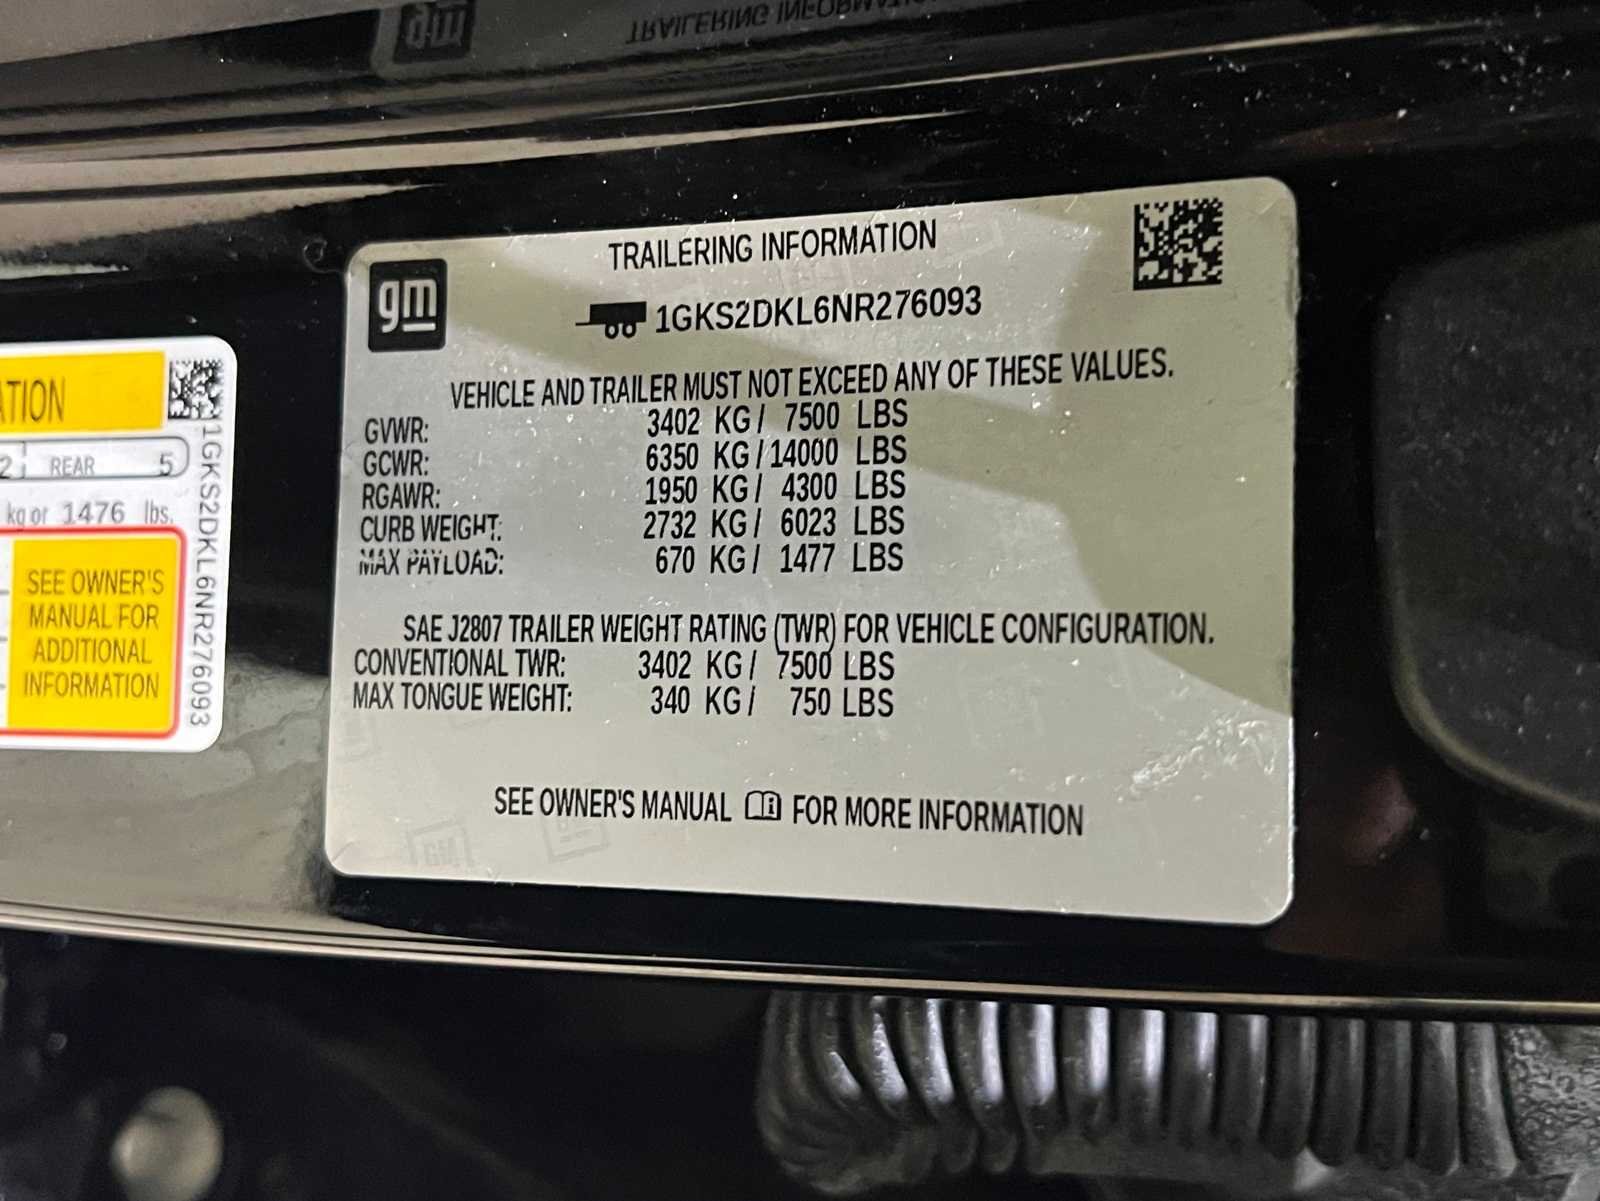 TRAILERING INFORMATION
gm
1GKS2DKL6NR276093
VEHICLE AND TRAILER MUST NOT EXCEED ANY OF THESE VALUES.
GVWR: 3402 KG/ 7500 LBS
GCWR: 6350 KG/14000 LBS
RGAWR: 1950 KG/ 4300 LBS
CURB WEIGHT: 2732 KG/ 6023 LBS
MAX PAYLOAD: 670 KG/ 1477 LBS
SAE J2807 TRAILER WEIGHT RATING (TWR) FOR VEHICLE CONFIGURATION.
CONVENTIONAL TWR: 3402 KG/ 7500 LBS
MAX TONGUE WEIGHT: 340 KG/ 750 LBS
SEE OWNER'S MANUAL FOR MORE INFORMATION
ATION
2 REAR 5
kg or 1476 lbs.
SEE OWNER'S
MANUAL FOR
ADDITIONAL
INFORMATION
1GKS2DKL6NR276093